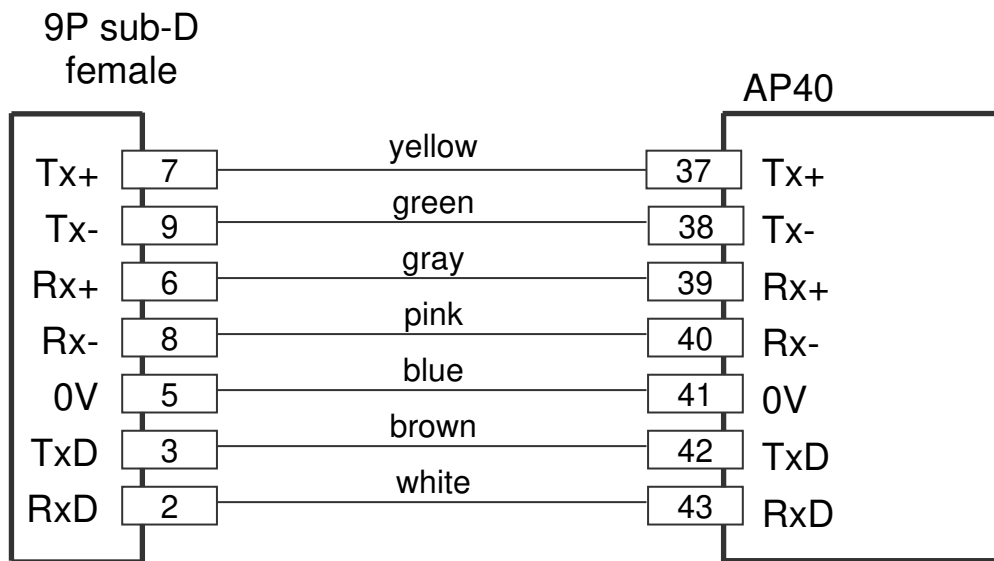 9P sub-D
female
AP40
Tx+ 7 yellow 37 Tx+
Tx- 9 green 38 Tx-
Rx+ 6 gray 39 Rx+
Rx- 8 pink 40 Rx-
0V 5 blue 41 0V
TxD 3 brown 42 TxD
RxD 2 white 43 RxD